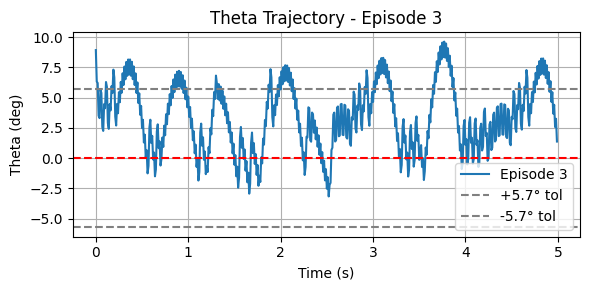 Theta Trajectory - Episode 3
Theta (deg)
10.0
7.5
5.0
2.5
0.0
−2.5
−5.0
0
1
2
3
4
5
Time (s)
Episode 3
+5.7° tol
-5.7° tol